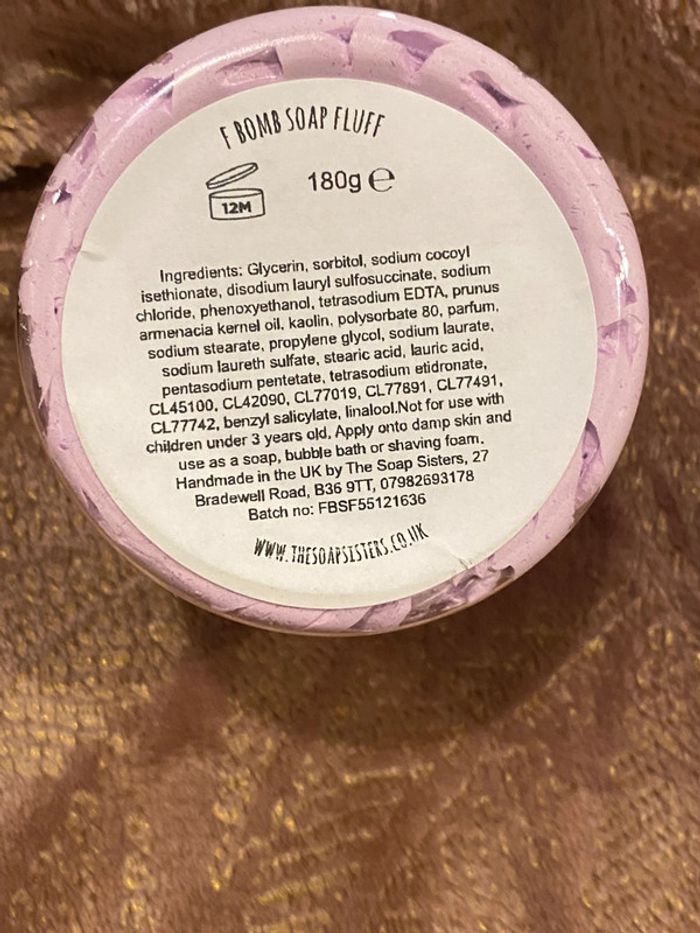 F BOMB SOAP FLUFF
180g ℮
12M
Ingredients: Glycerin, sorbitol, sodium cocoyl
isethionate, disodium lauryl sulfosuccinate, sodium
chloride, phenoxyethanol, tetrasodium EDTA, prunus
armenacia kernel oil, kaolin, polysorbate 80, parfum,
sodium stearate, propylene glycol, sodium laurate,
sodium laureth sulfate, stearic acid, lauric acid,
pentasodium pentetate, tetrasodium etidronate,
CL45100, CL42090, CL77019, CL77891, CL77491,
CL77742, benzyl salicylate, linalool.Not for use with
children under 3 years old. Apply onto damp skin and
use as a soap, bubble bath or shaving foam.
Handmade in the UK by The Soap Sisters, 27
Bradewell Road, B36 9TT, 07982693178
Batch no: FBSF55121636
WWW.THESOAPSISTERS.CO.UK